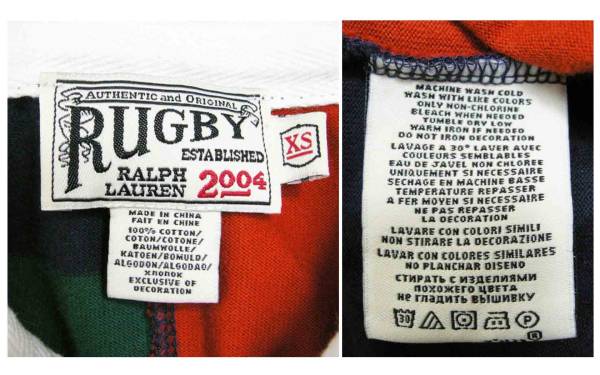 AUTHENTIC and ORIGINAL
RUGBY
ESTABLISHED
RALPH
LAUREN 2004
XS
MADE IN CHINA
FAIT EN CHINE
100% COTTON/
COTON/COTONE/
BAUMWOLLE/
KATOEN/BOMULD/
ALGODON/ALGODAO/
ХЛОПОК
EXCLUSIVE OF
DECORATION
MACHINE WASH COLD
WASH WITH LIKE COLORS
ONLY NON-CHLORINE
BLEACH WHEN NEEDED
TUMBLE DRY LOW
WARM IRON IF NEEDED
DO NOT IRON DECORATION
LAVAGE A 30° LAVER AVEC
COULEURS SEMBLABLES
EAU DE JAVEL NON CHLOREE
UNIQUEMENT SI NECESSAIRE
SECHAGE EN MACHINE BASSE
TEMPERATURE REPASSER
A FER MOYEN SI NECESSAIRE
NE PAS REPASSER
LA DECORATION
LAVARE CON COLORI SIMILI
NON STIRARE LA DECORAZIONE
LAVAR CON COLORES SIMILARES
NO PLANCHAR DISENO
СТИРАТЬ С ИЗДЕЛИЯМИ
ПОХОЖЕГО ЦВЕТА
НЕ ГЛАДИТЬ ВЫШИВКУ
30
P